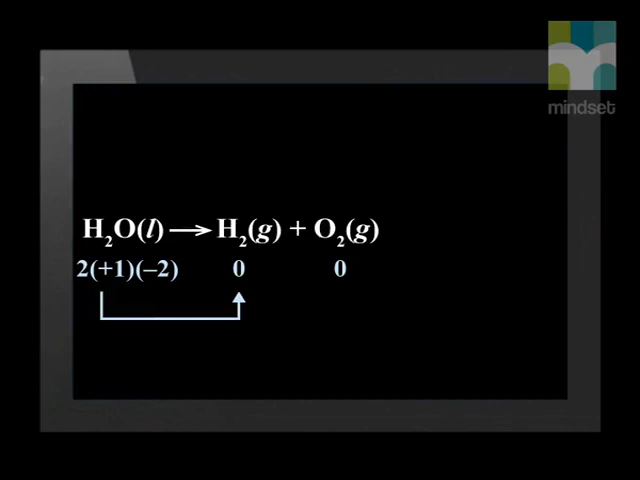 mindset
H₂O(l) ⟶ H₂(g) + O₂(g)
2(+1)(–2) 0 0